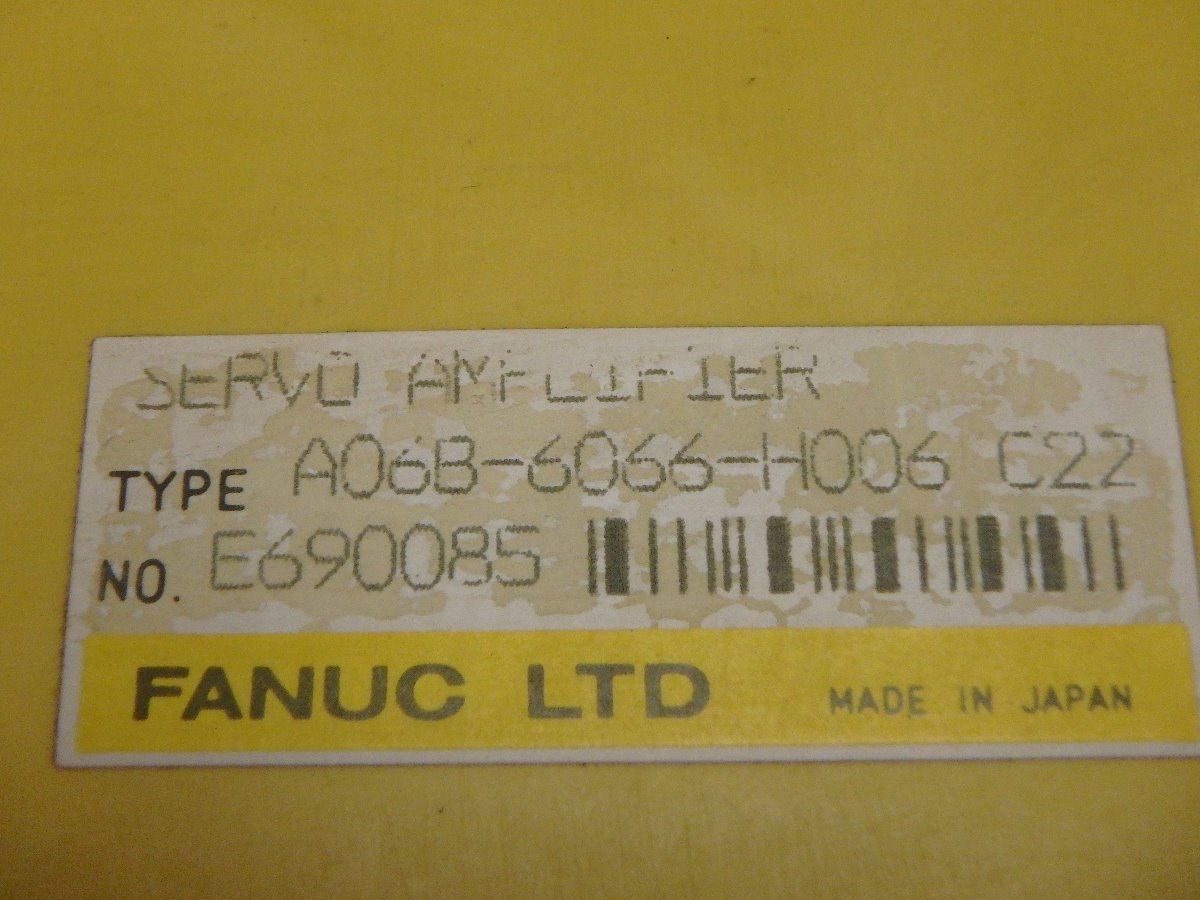 SERVO AMPLIFIER
TYPE A06B-6066-H006 C22
NO. E690085
FANUC LTD MADE IN JAPAN